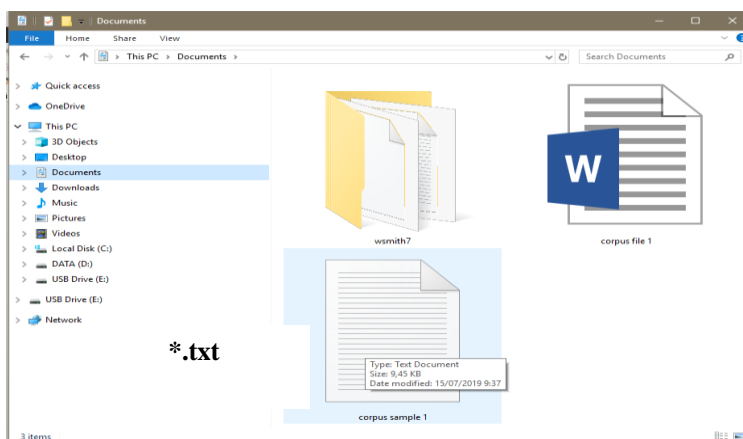 Documents
File Home Share View
This PC > Documents >
Search Documents
Quick access
OneDrive
This PC
3D Objects
Desktop
Documents
Downloads
Music
Pictures
Videos
Local Disk (C:)
DATA (D:)
USB Drive (E:)
USB Drive (E:)
Network
wsmith7
W
corpus file 1
*.txt
Type: Text Document
Size: 9,45 KB
Date modified: 15/07/2019 9:37
corpus sample 1
3 items